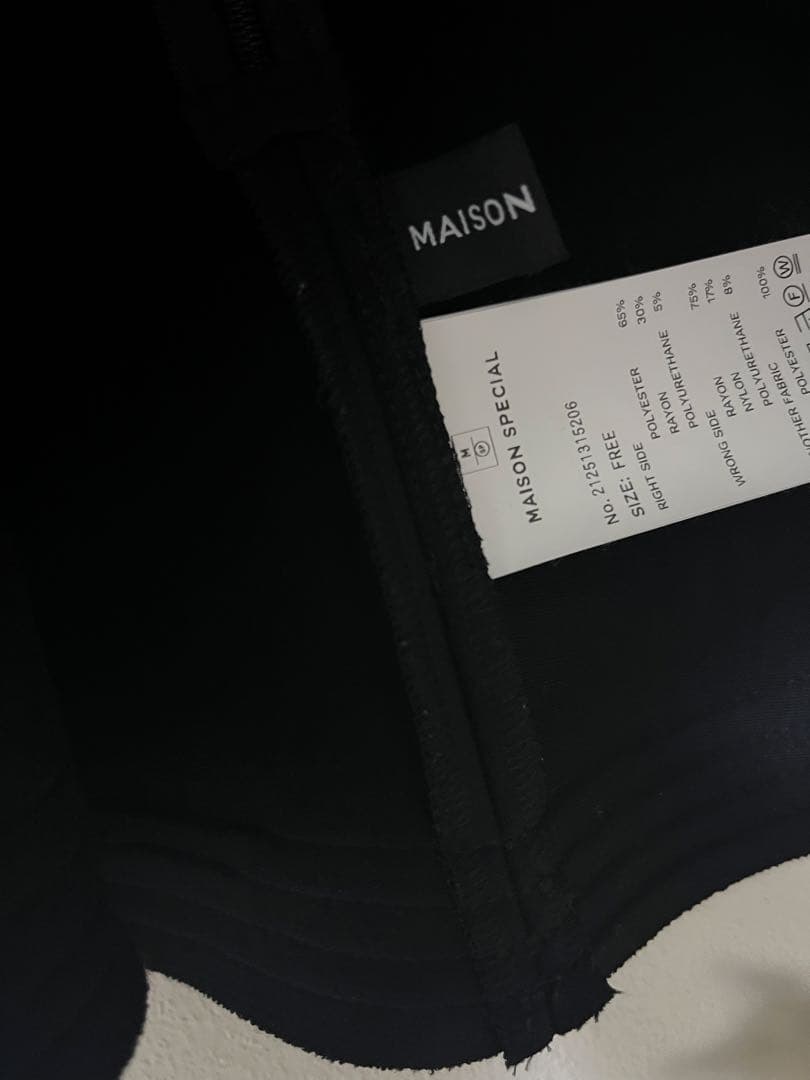 MAISON
M
SP
MAISON SPECIAL
No. 21251315206
SIZE: FREE
RIGHT SIDE
POLYESTER 65%
RAYON 30%
POLYURETHANE 5%
WRONG SIDE
RAYON 75%
NYLON 17%
POLYURETHANE 8%
OTHER FABRIC
POLYESTER 100%
F W